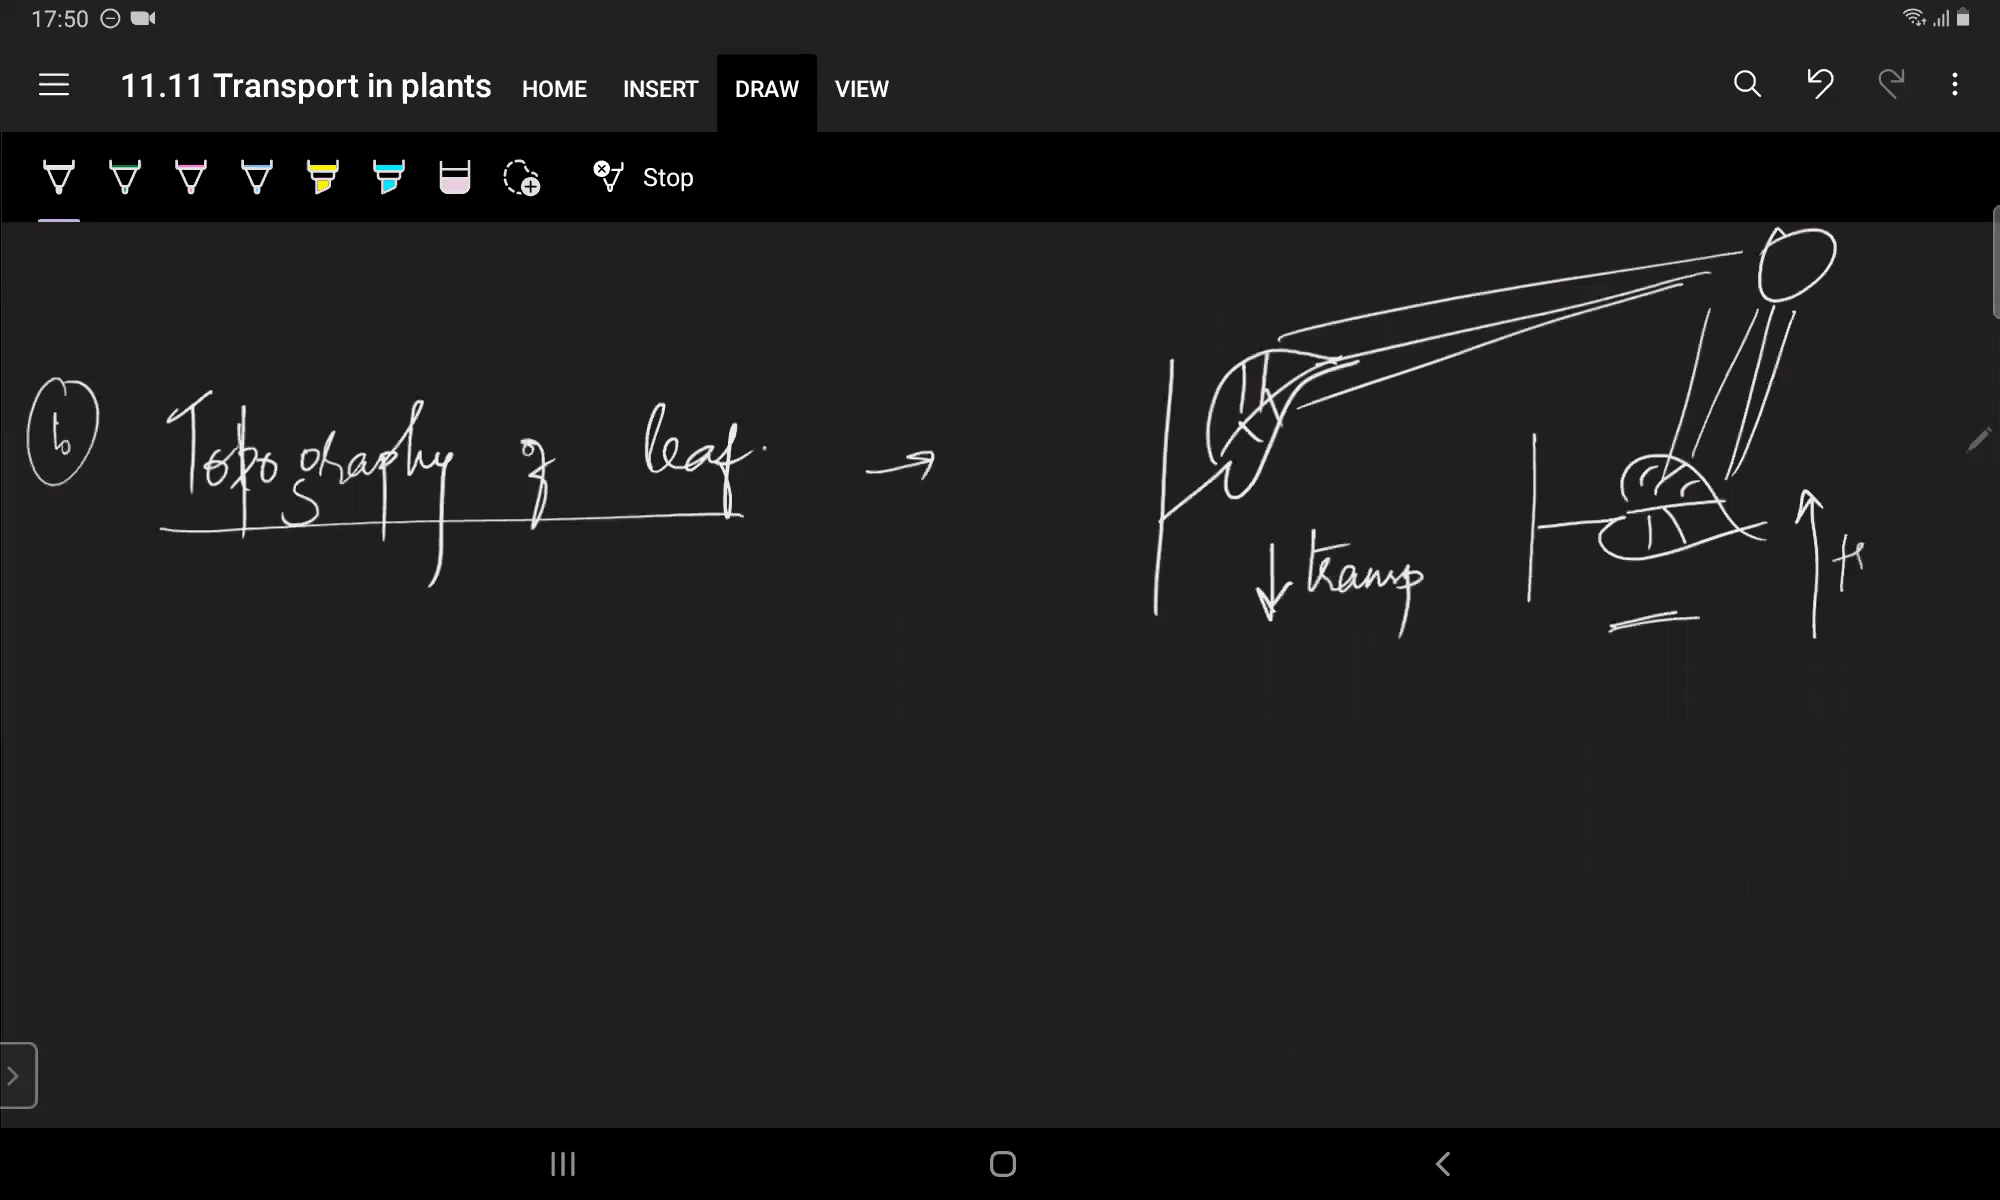 17:50
11.11 Transport in plants HOME INSERT DRAW VIEW
Stop
Topography of leaf. →
↓ transp
↑ t